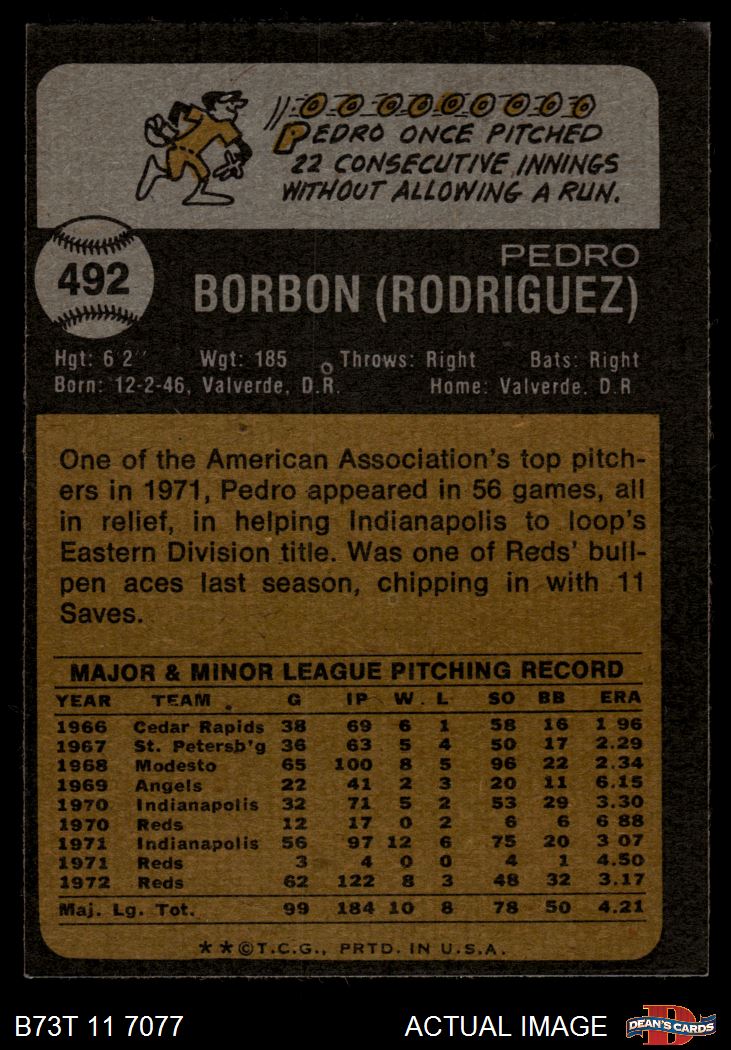 PEDRO ONCE PITCHED
22 CONSECUTIVE INNINGS
WITHOUT ALLOWING A RUN.
492
PEDRO
BORBON (RODRIGUEZ)
Hgt: 6 2" Wgt: 185 Throws: Right Bats: Right
Born: 12-2-46, Valverde, D.R. Home: Valverde, D.R
One of the American Association's top pitch-
ers in 1971, Pedro appeared in 56 games, all
in relief, in helping Indianapolis to loop's
Eastern Division title. Was one of Reds' bull-
pen aces last season, chipping in with 11
Saves.
MAJOR & MINOR LEAGUE PITCHING RECORD
YEAR TEAM G IP W L SO BB ERA
1966 Cedar Rapids 38 69 6 1 58 16 1 96
1967 St. Petersb'g 36 63 5 4 50 17 2.29
1968 Modesto 65 100 8 5 96 22 2.34
1969 Angels 22 41 2 3 20 11 6.15
1970 Indianapolis 32 71 5 2 53 29 3.30
1970 Reds 12 17 0 2 6 6 6 88
1971 Indianapolis 56 97 12 6 75 20 3 07
1971 Reds 3 4 0 0 4 1 4.50
1972 Reds 62 122 8 3 48 32 3.17
Maj. Lg. Tot. 99 184 10 8 78 50 4.21
**©T.C.G., PRTD. IN U.S.A.
B73T 11 7077 ACTUAL IMAGE
DEAN'S CARDS